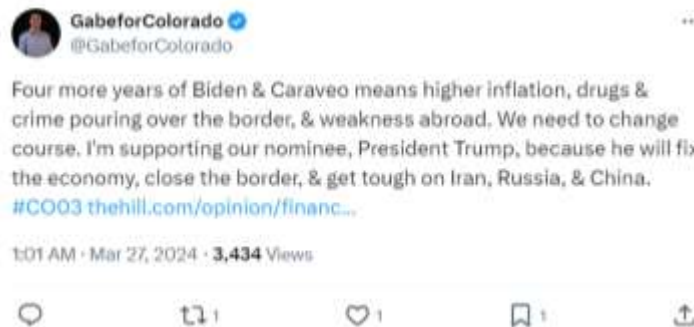 GabeforColorado
@GabeforColorado
Four more years of Biden & Caraveo means higher inflation, drugs &
crime pouring over the border, & weakness abroad. We need to change
course. I'm supporting our nominee, President Trump, because he will fix
the economy, close the border, & get tough on Iran, Russia, & China.
#CO03 thehill.com/opinion/financ...
1:01 AM · Mar 27, 2024 · 3,434 Views
1 1 1